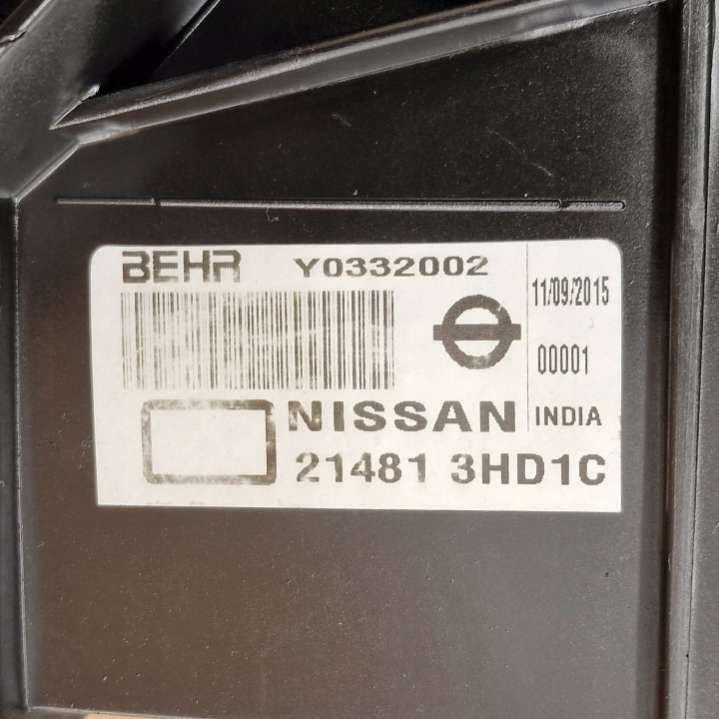 BEHR Y0332002
11/09/2015
00001
NISSAN INDIA
21481 3HD1C